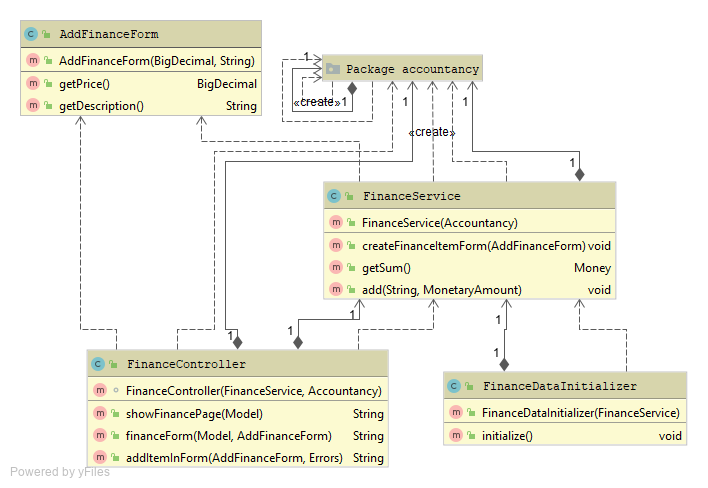 C AddFinanceForm
m AddFinanceForm(BigDecimal, String)
m getPrice() BigDecimal
m getDescription() String
1
Package accountancy
«create» 1
1
1
«create»
1
C FinanceService
m FinanceService(Accountancy)
m createFinanceItemForm(AddFinanceForm) void
m getSum() Money
m add(String, MonetaryAmount) void
1
1
1
1
1
C FinanceController
m FinanceController(FinanceService, Accountancy)
m showFinancePage(Model) String
m financeForm(Model, AddFinanceForm) String
m addItemInForm(AddFinanceForm, Errors) String
C FinanceDataInitializer
m FinanceDataInitializer(FinanceService)
m initialize() void
Powered by yFiles